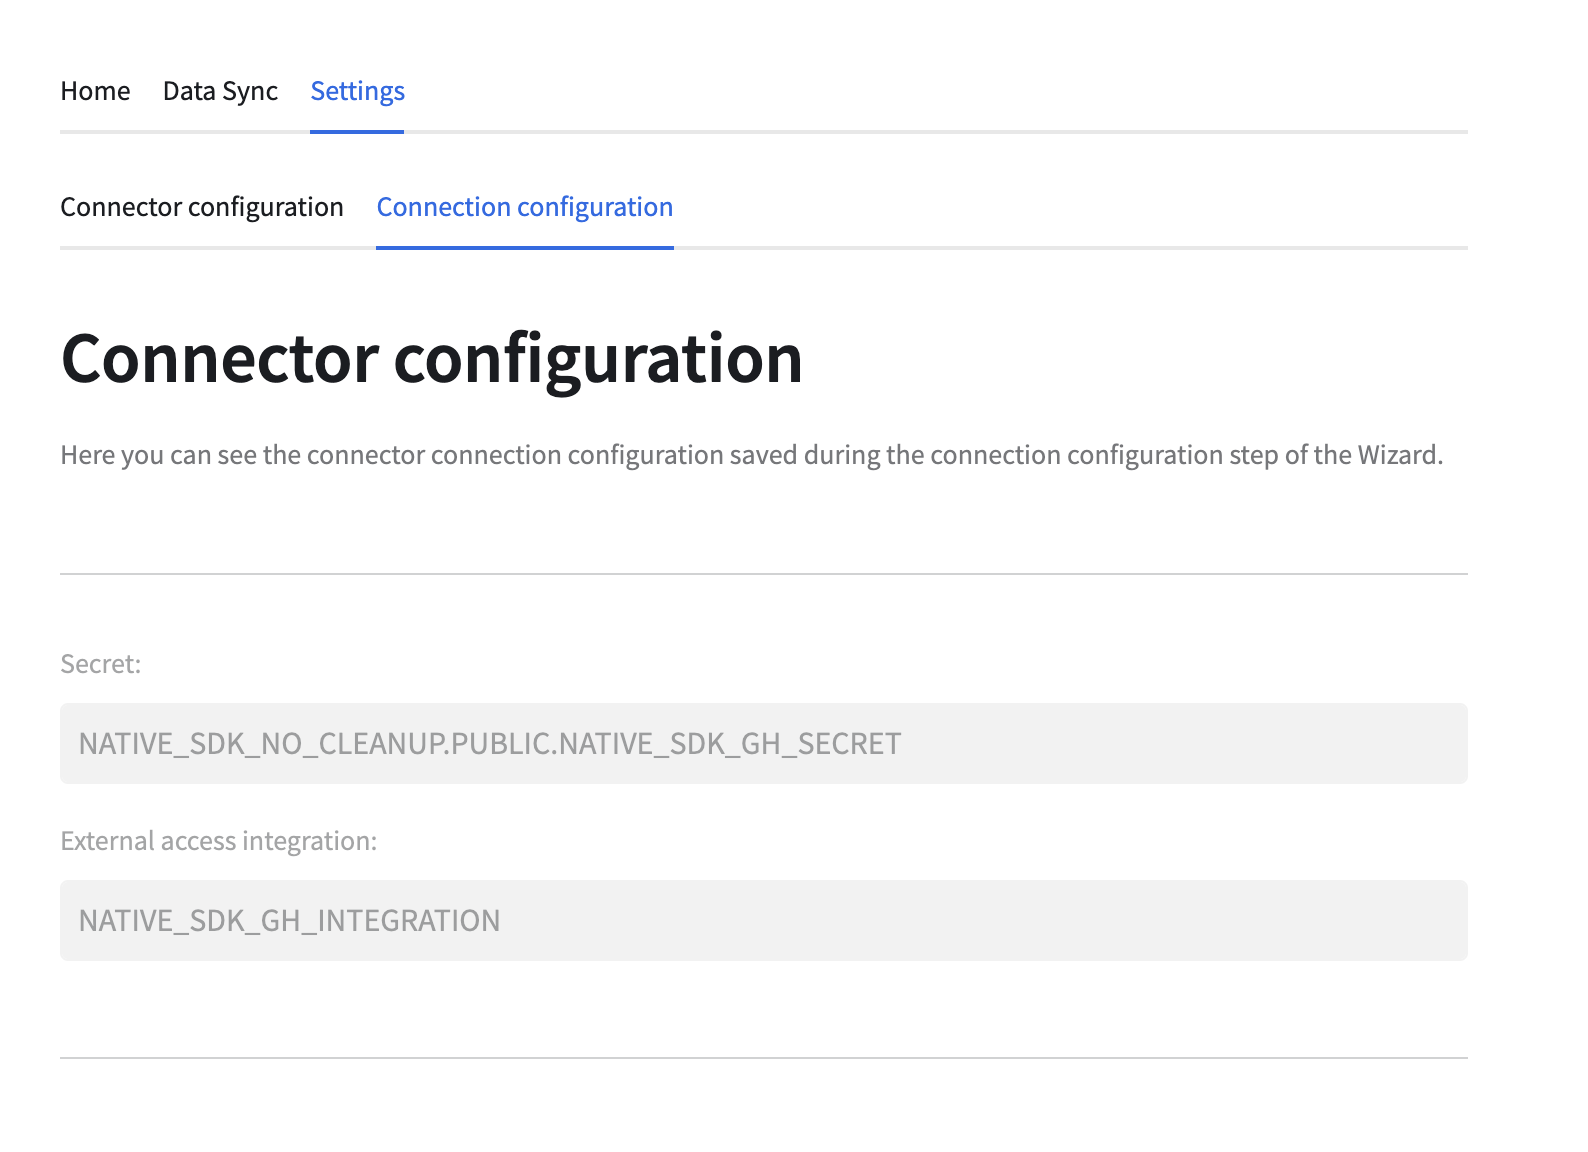 Home Data Sync Settings
Connector configuration Connection configuration
Connector configuration
Here you can see the connector connection configuration saved during the connection configuration step of the Wizard.
Secret:
NATIVE_SDK_NO_CLEANUP.PUBLIC.NATIVE_SDK_GH_SECRET
External access integration:
NATIVE_SDK_GH_INTEGRATION